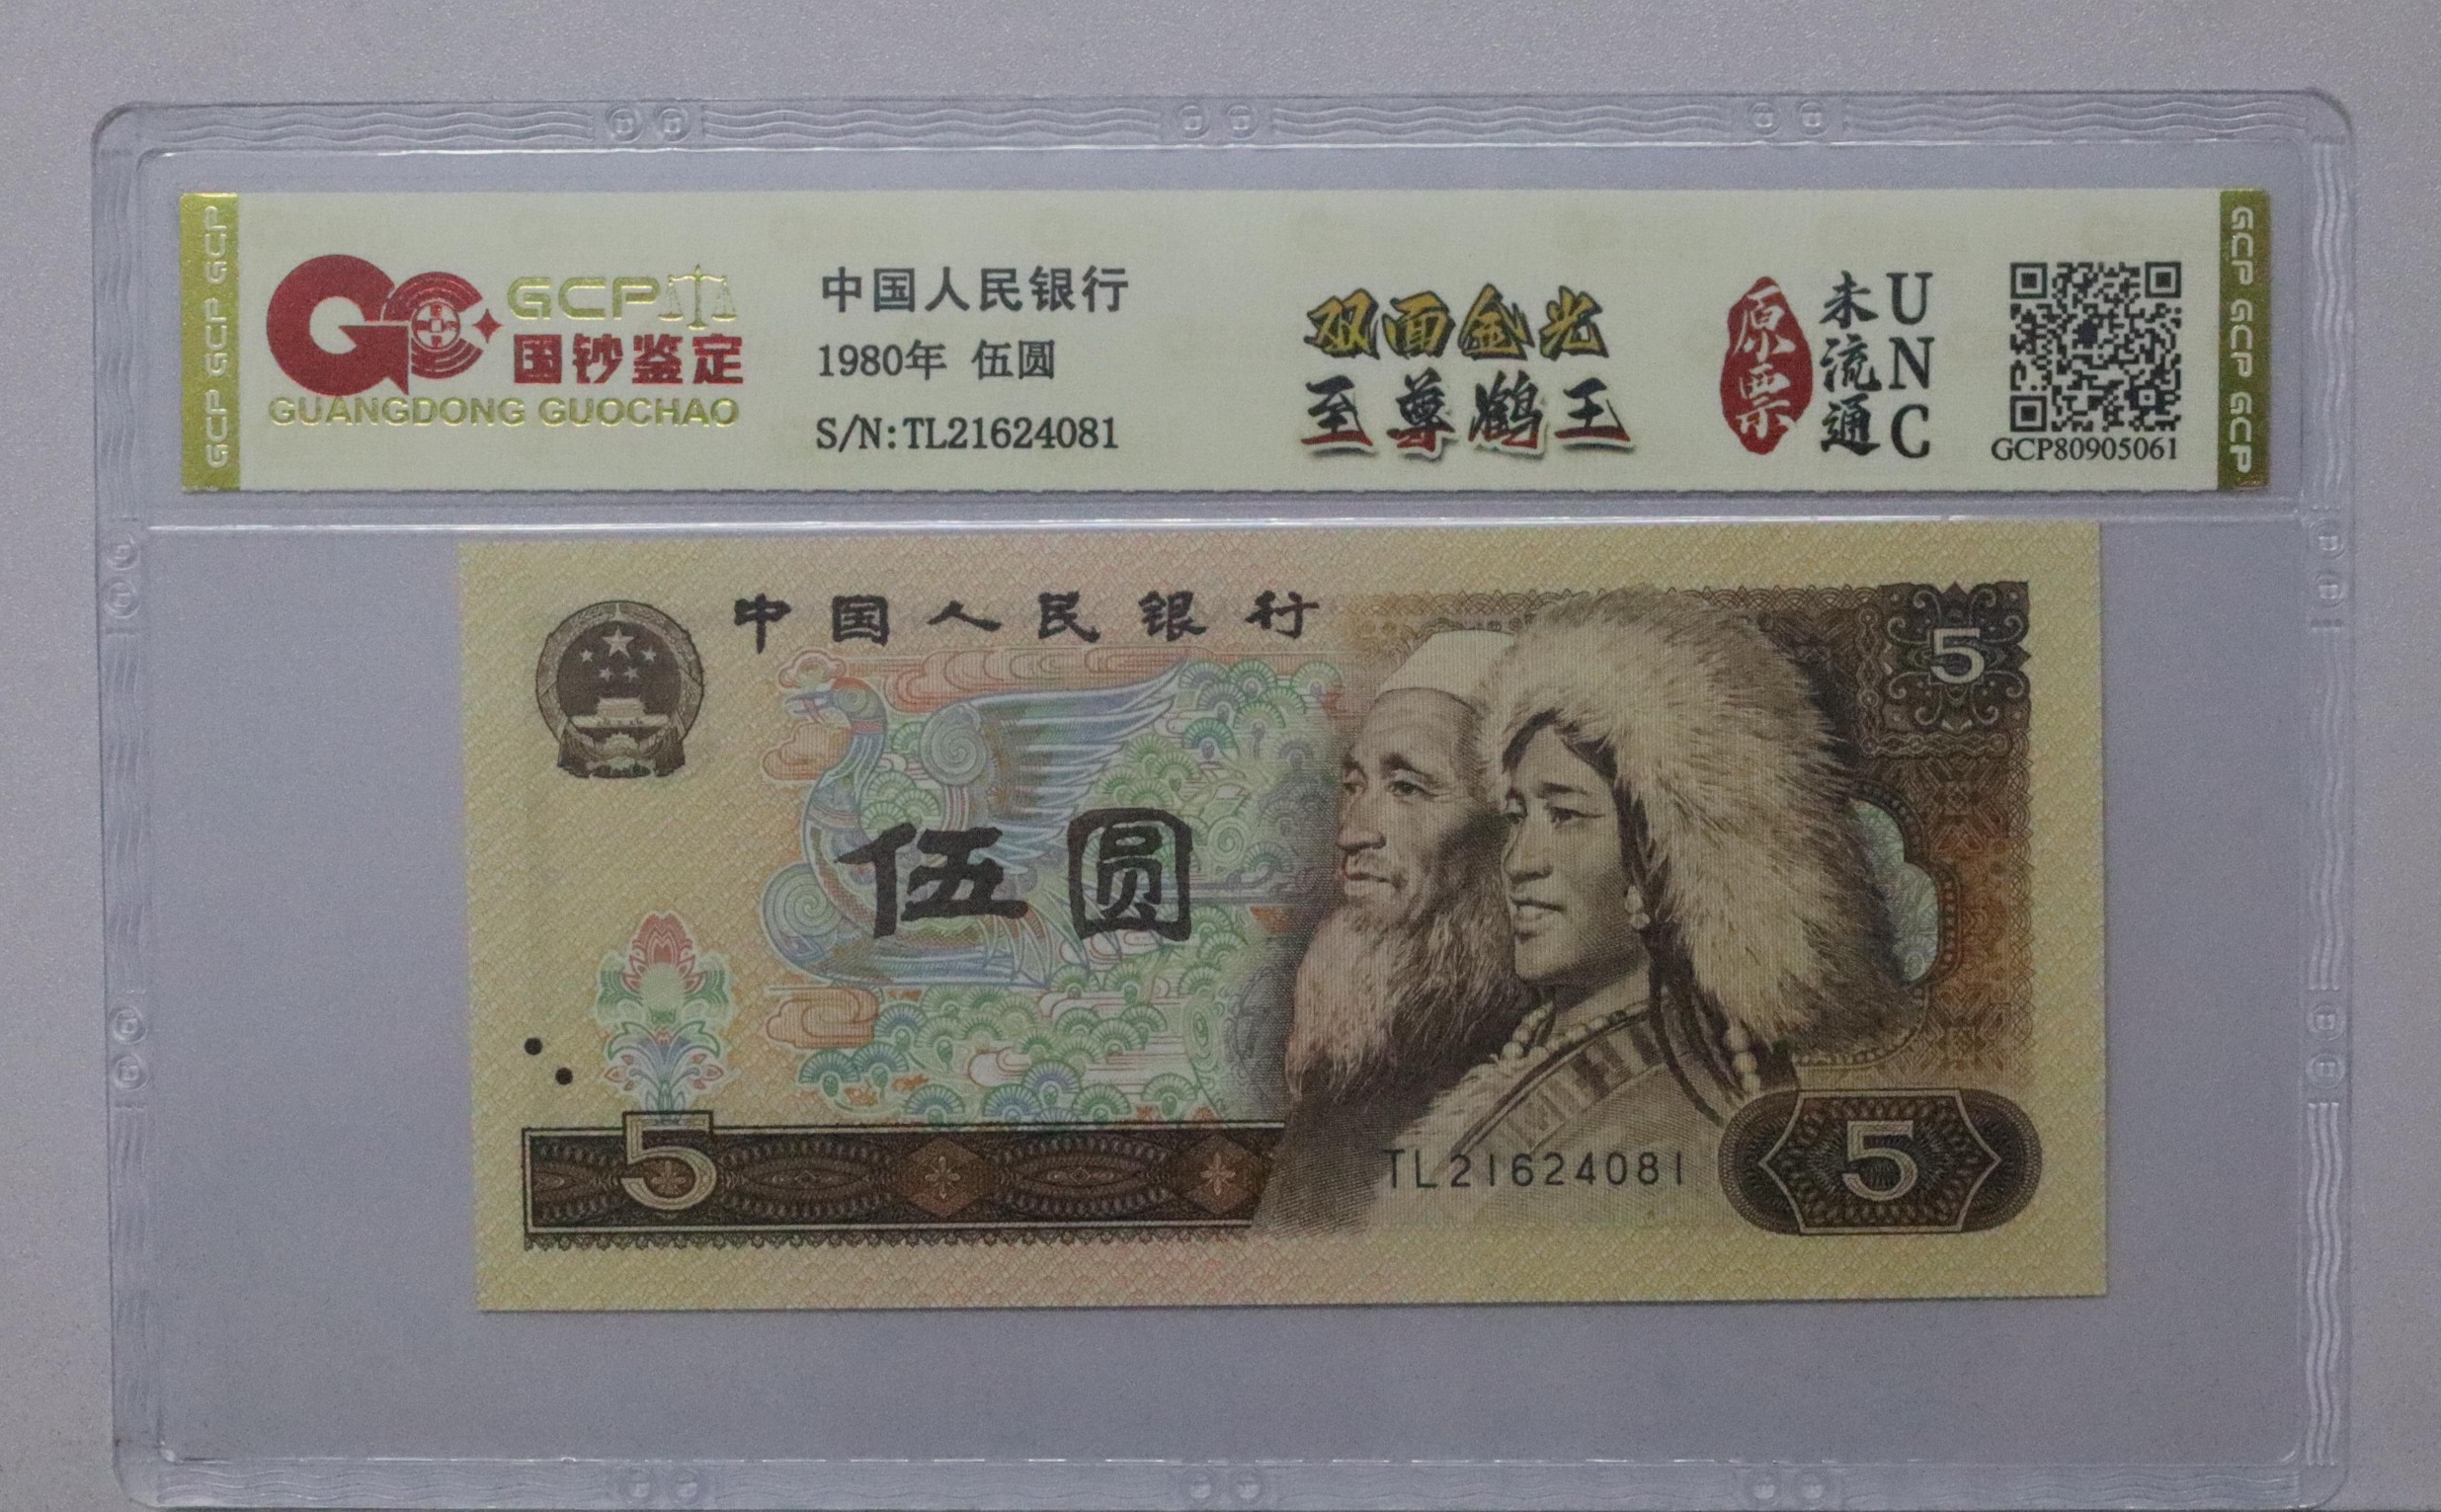 GCP GCP GCP
GCP
国钞鉴定
GUANGDONG GUOCHAO
中国人民银行
1980年 伍圆
S/N:TL21624081
双面金光
至尊鹤王
原票
未流通
UNC
GCP80905061
GCP GCP GCP
中国人民银行
5
伍圆
5
TL21624081
5